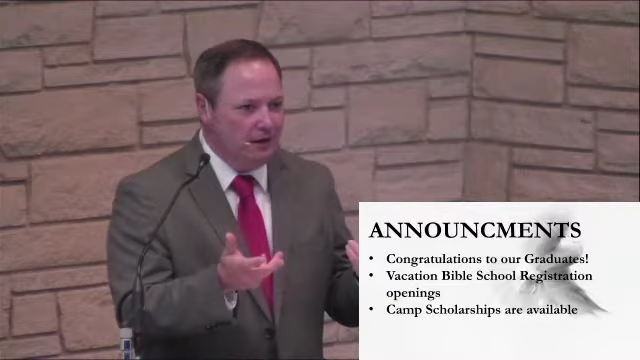 ANNOUNCMENTS
• Congratulations to our Graduates!
• Vacation Bible School Registration
openings
• Camp Scholarships are available